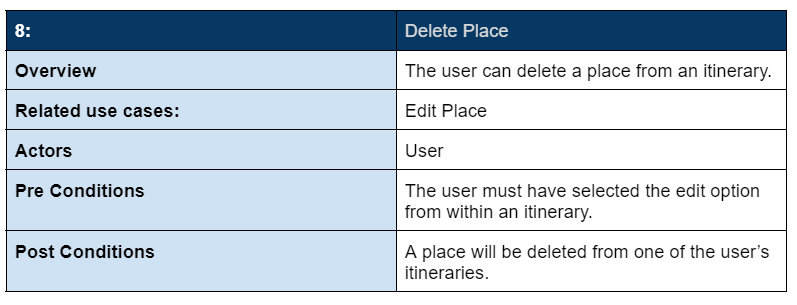 8: Delete Place
Overview The user can delete a place from an itinerary.
Related use cases: Edit Place
Actors User
Pre Conditions The user must have selected the edit option
from within an itinerary.
Post Conditions A place will be deleted from one of the user’s
itineraries.